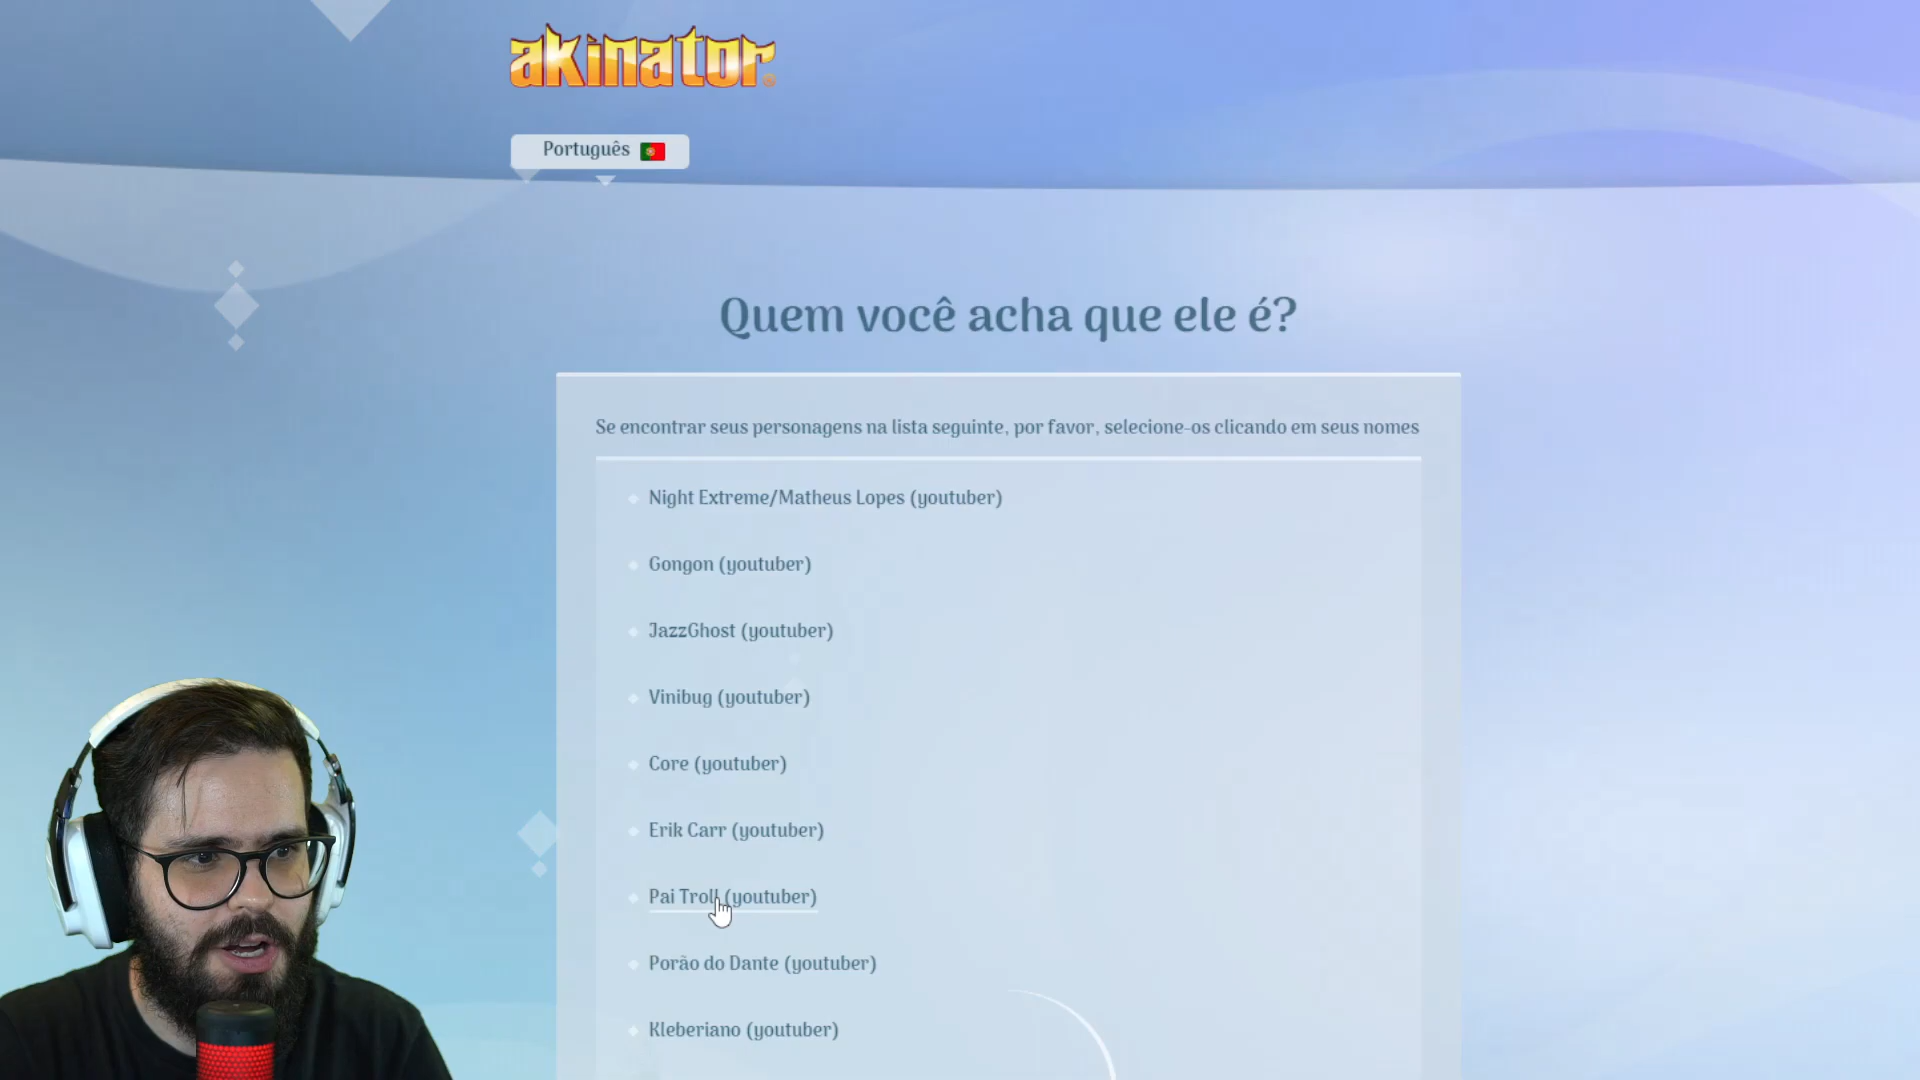 akinator
Português
Quem você acha que ele é?
Se encontrar seus personagens na lista seguinte, por favor, selecione-os clicando em seus nomes
Night Extreme/Matheus Lopes (youtuber)
Gongon (youtuber)
JazzGhost (youtuber)
Vinibug (youtuber)
Core (youtuber)
Erik Carr (youtuber)
Pai Troll (youtuber)
Porão do Dante (youtuber)
Kleberiano (youtuber)